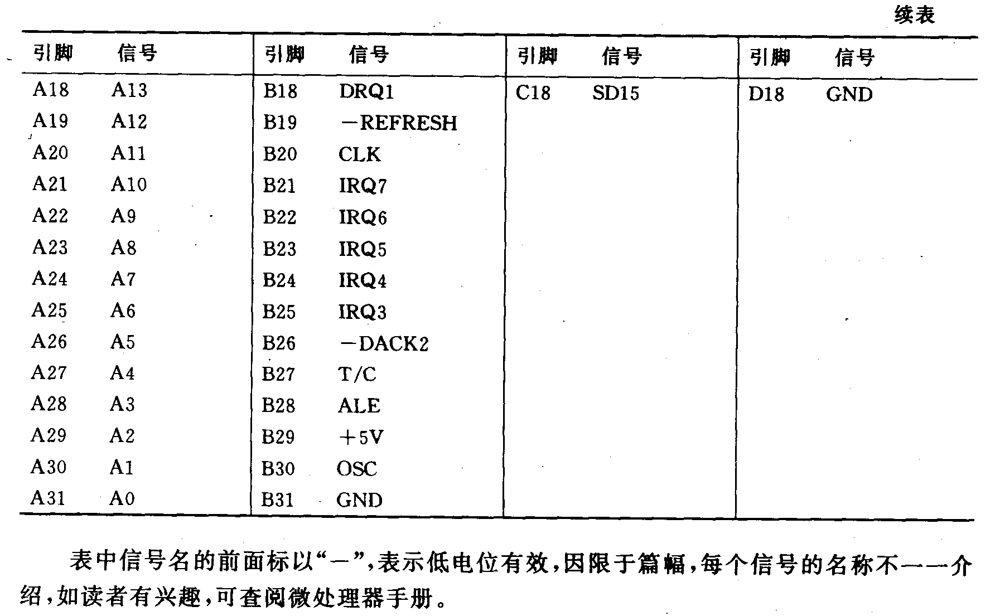 续表
引脚 信号 引脚 信号 引脚 信号 引脚 信号
A18 A13 B18 DRQ1 C18 SD15 D18 GND
A19 A12 B19 －REFRESH
A20 A11 B20 CLK
A21 A10 B21 IRQ7
A22 A9 B22 IRQ6
A23 A8 B23 IRQ5
A24 A7 B24 IRQ4
A25 A6 B25 IRQ3
A26 A5 B26 －DACK2
A27 A4 B27 T/C
A28 A3 B28 ALE
A29 A2 B29 ＋5V
A30 A1 B30 OSC
A31 A0 B31 GND
表中信号名的前面标以“－”,表示低电位有效,因限于篇幅,每个信号的名称不一一介
绍,如读者有兴趣,可查阅微处理器手册。